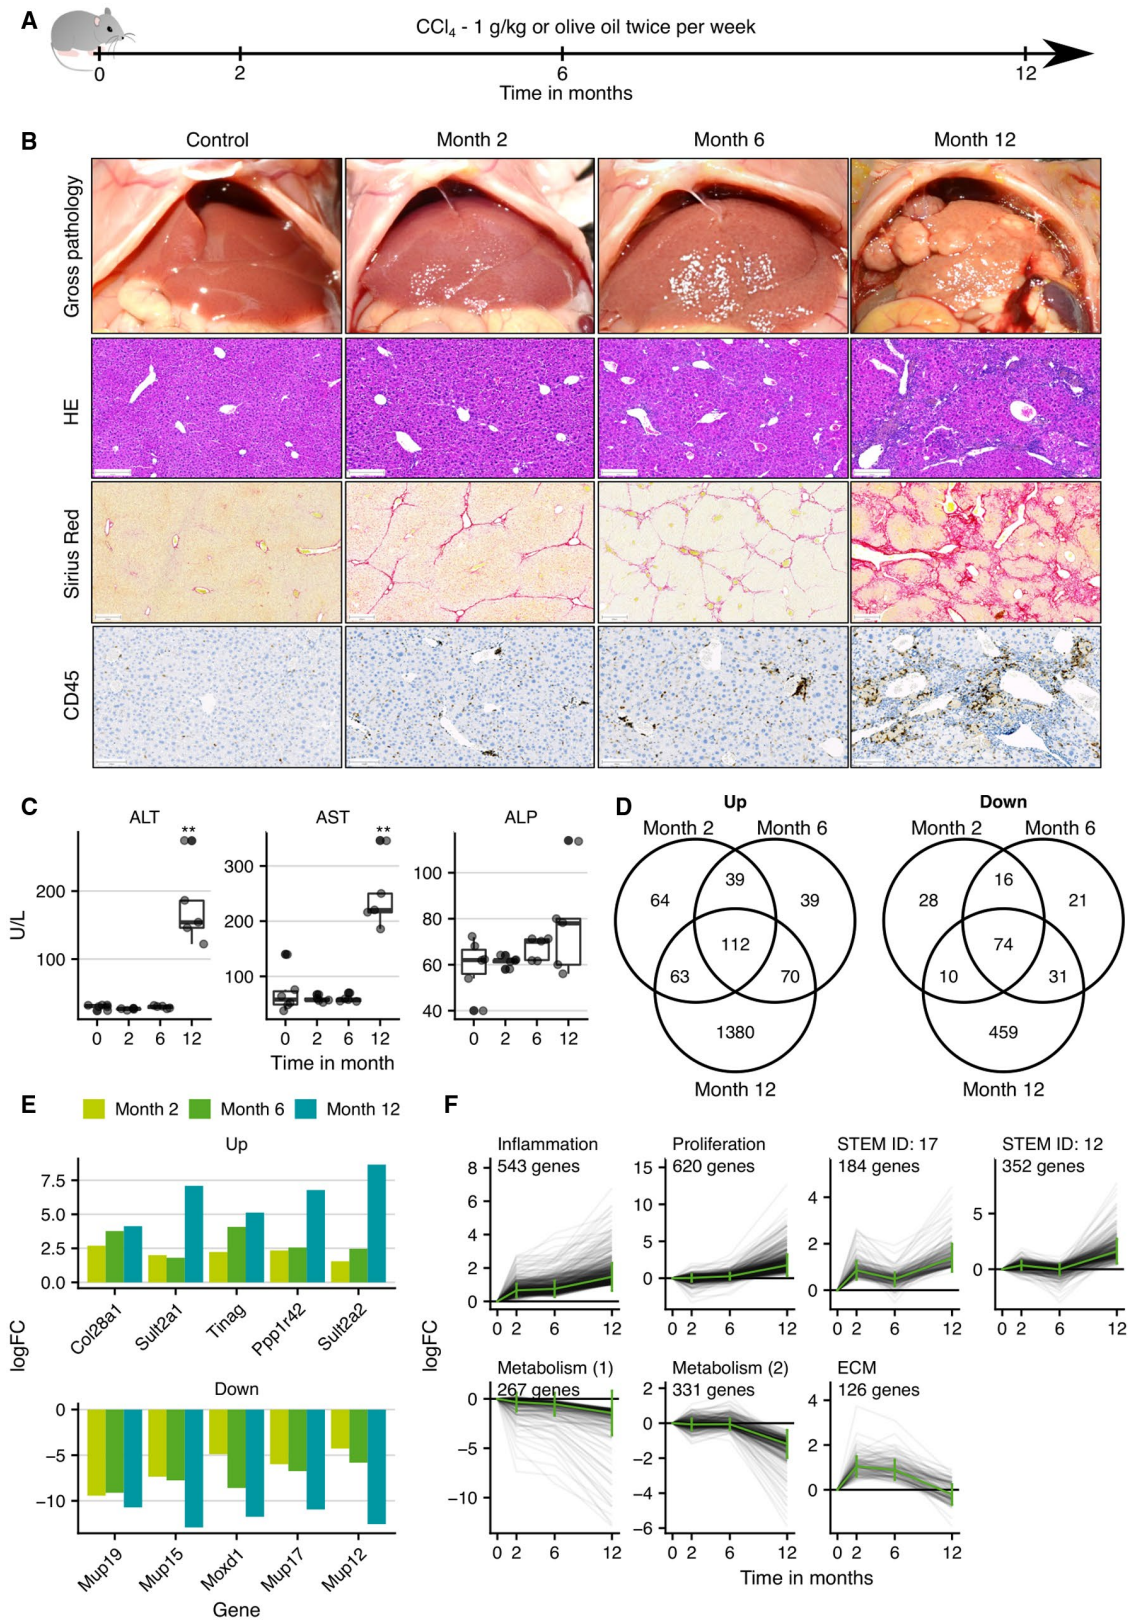 A
CCl4 - 1 g/kg or olive oil twice per week
0 2 6 12
Time in months
B
Control Month 2 Month 6 Month 12
Gross pathology
HE
Sirius Red
CD45
C
ALT AST ALP
** **
U/L
200
100
300
200
100
100
80
60
40
0 2 6 12 0 2 6 12 0 2 6 12
Time in month
D
Up Down
Month 2 Month 6 Month 2 Month 6
64 39 39 28 16 21
112 74
63 70 10 31
1380 459
Month 12 Month 12
E
Month 2 Month 6 Month 12
Up
7.5
5.0
2.5
0.0
Col28a1 Sult2a1 Tinag Ppp1r42 Sult2a2
logFC
Down
0
−5
−10
Mup19 Mup15 Moxd1 Mup17 Mup12
Gene
F
Inflammation Proliferation STEM ID: 17 STEM ID: 12
543 genes 620 genes 184 genes 352 genes
8
6
4
2
0
15
10
5
0
4
2
0
5
0
0 2 6 12 0 2 6 12 0 2 6 12 0 2 6 12
logFC
Metabolism (1) Metabolism (2) ECM
267 genes 331 genes 126 genes
0
−5
−10
2
0
−2
−4
−6
4
2
0
0 2 6 12 0 2 6 12 0 2 6 12
Time in months